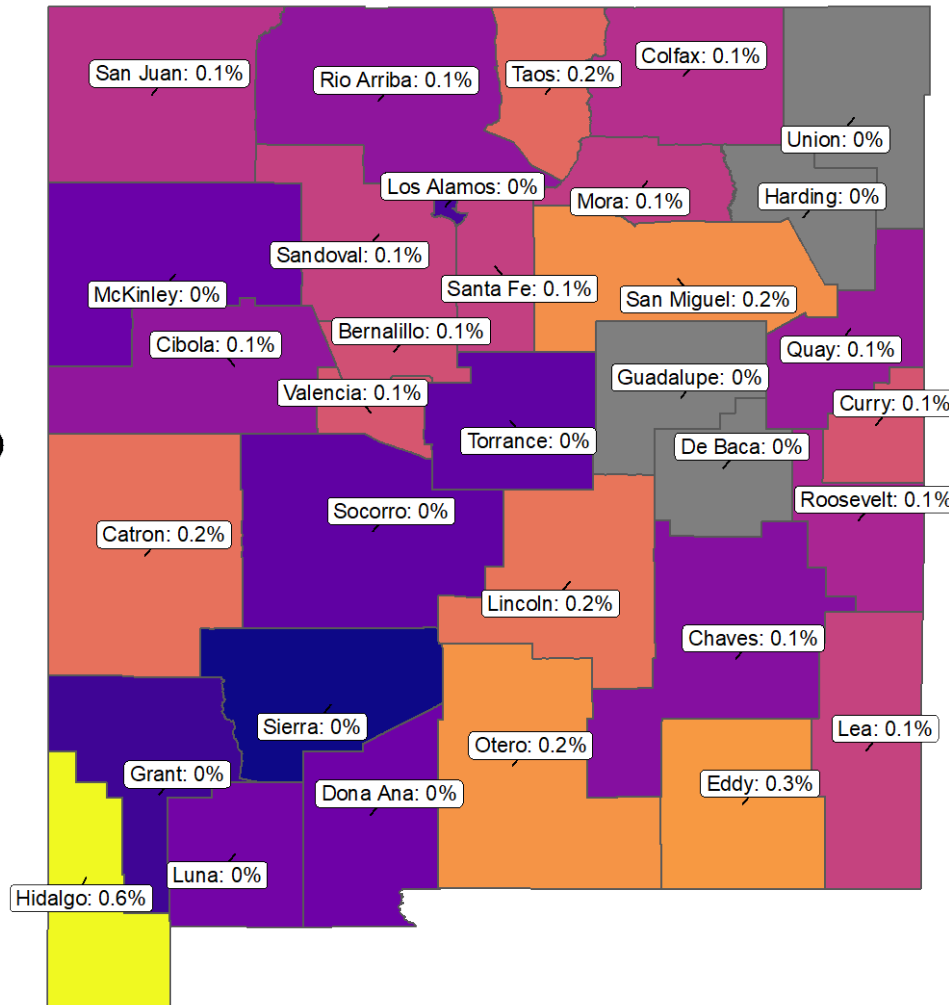 San Juan: 0.1%
Rio Arriba: 0.1%
Taos: 0.2%
Colfax: 0.1%
Union: 0%
Los Alamos: 0%
Mora: 0.1%
Harding: 0%
Sandoval: 0.1%
McKinley: 0%
Santa Fe: 0.1%
San Miguel: 0.2%
Cibola: 0.1%
Bernalillo: 0.1%
Quay: 0.1%
Valencia: 0.1%
Guadalupe: 0%
Curry: 0.1%
Torrance: 0%
De Baca: 0%
Catron: 0.2%
Socorro: 0%
Roosevelt: 0.1%
Lincoln: 0.2%
Chaves: 0.1%
Sierra: 0%
Otero: 0.2%
Lea: 0.1%
Grant: 0%
Dona Ana: 0%
Eddy: 0.3%
Luna: 0%
Hidalgo: 0.6%